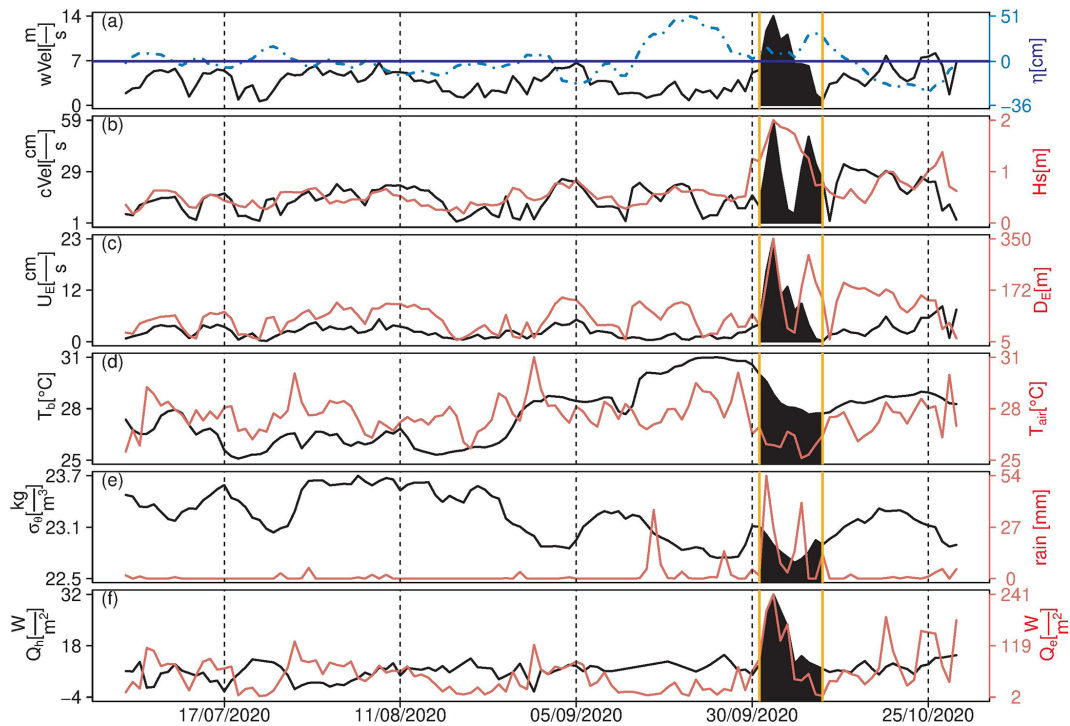 (a)
wVel[m/s]
14
7
0
51
0
−36
η[cm]
(b)
cVel[cm/s]
59
29
1
2
1
0
Hs[m]
(c)
U_E[cm/s]
23
12
0
350
172
5
D_E[m]
(d)
T_b[°C]
31
28
25
31
28
25
T_air[°C]
(e)
σ_θ[kg/m³]
23.7
23.1
22.5
54
27
0
rain [mm]
(f)
Q_h[W/m²]
32
18
−4
241
119
2
Q_e[W/m²]
17/07/2020 11/08/2020 05/09/2020 30/09/2020 25/10/2020